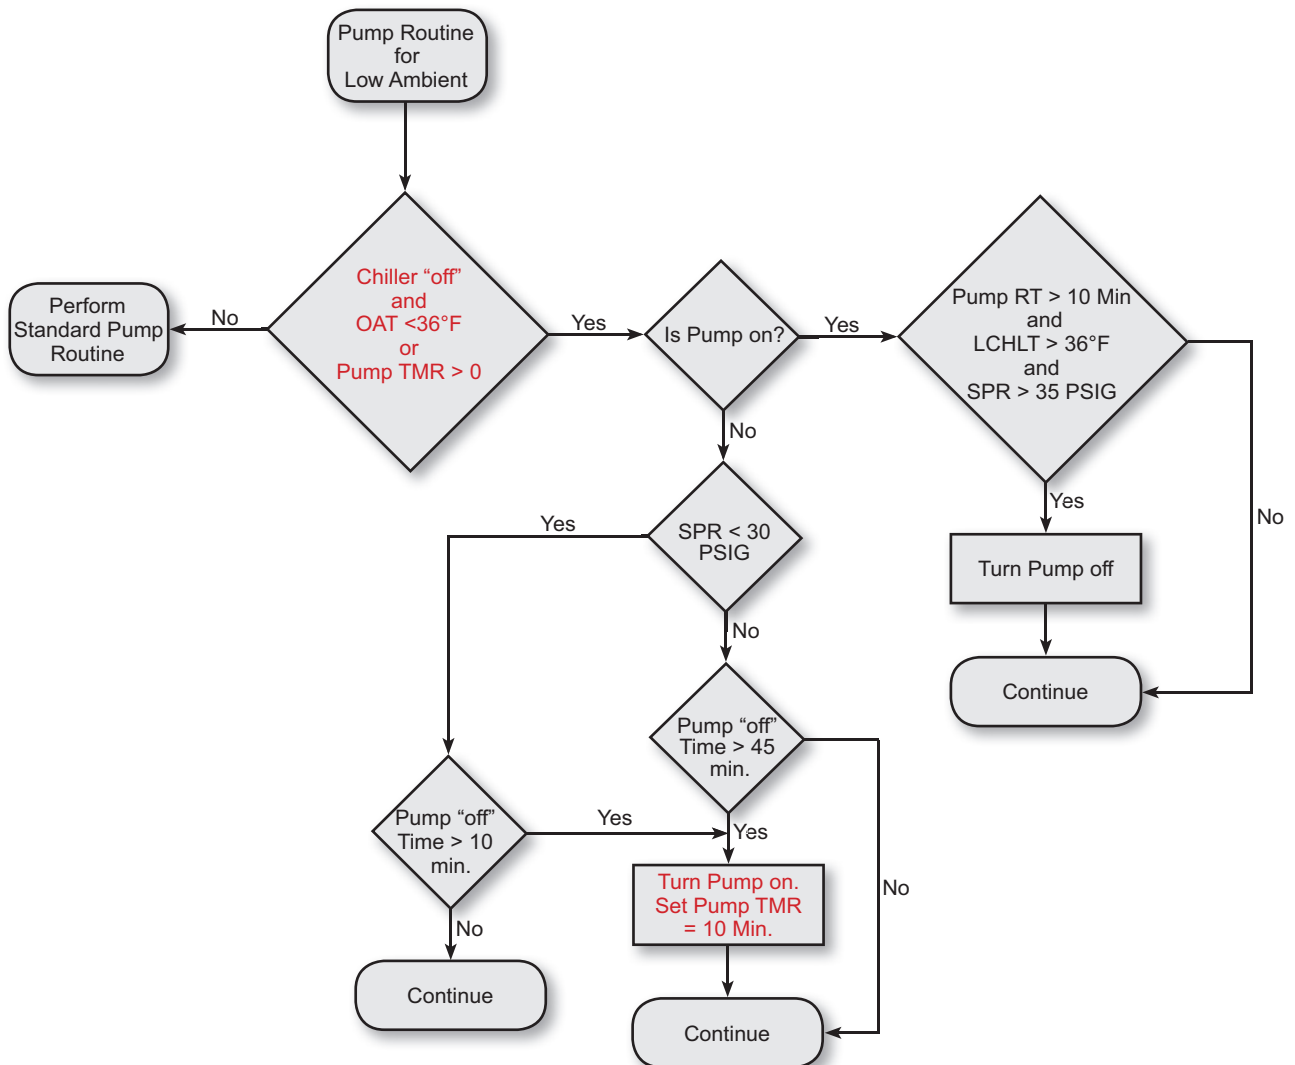 Pump Routine
for
Low Ambient
Chiller “off”
and
OAT <36°F
or
Pump TMR > 0
No
Perform
Standard Pump
Routine
Yes
Is Pump on?
Yes
Pump RT > 10 Min
and
LCHLT > 36°F
and
SPR > 35 PSIG
No
Yes
Turn Pump off
Continue
No
SPR < 30
PSIG
Yes
No
Pump “off”
Time > 45
min.
Pump “off”
Time > 10
min.
Yes
Yes
No
Turn Pump on.
Set Pump TMR
= 10 Min.
No
Continue
Continue